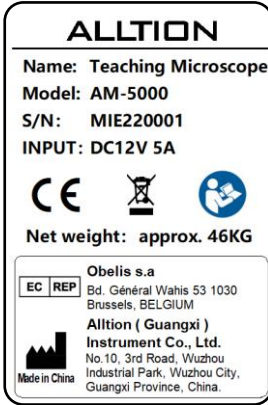 ALLTION
Name: Teaching Microscope
Model: AM-5000
S/N: MIE220001
INPUT: DC12V 5A
CE
Net weight: approx. 46KG
EC REP
Obelis s.a
Bd. Général Wahis 53 1030
Brussels, BELGIUM
Alltion ( Guangxi )
Instrument Co., Ltd.
No.10, 3rd Road, Wuzhou
Industrial Park, Wuzhou City,
Guangxi Province, China.
Made in China